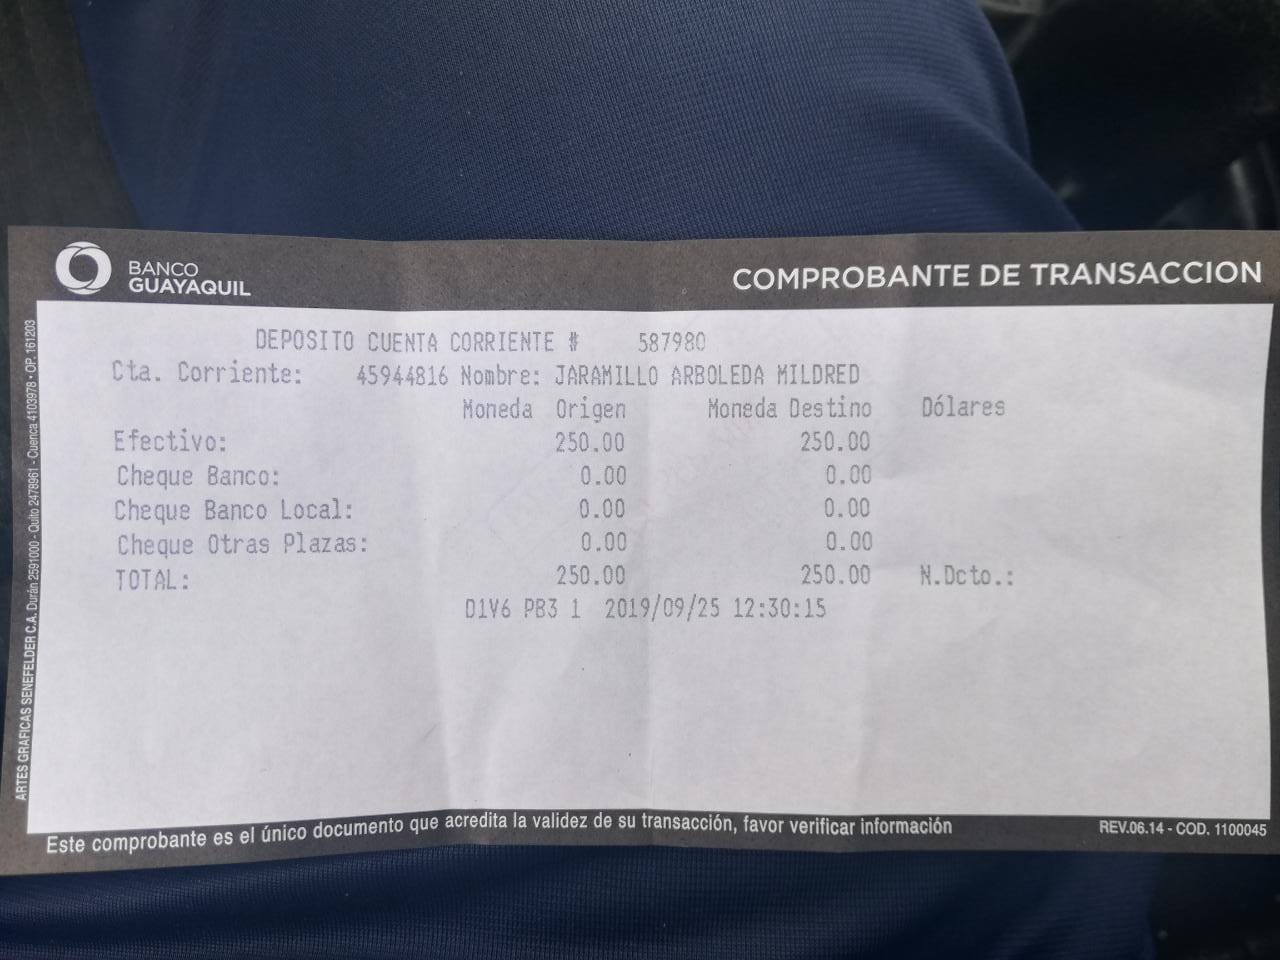 BANCO
GUAYAQUIL
COMPROBANTE DE TRANSACCION
DEPOSITO CUENTA CORRIENTE # 587980
Cta. Corriente: 45944816 Nombre: JARAMILLO ARBOLEDA MILDRED
Moneda Origen Moneda Destino Dólares
Efectivo: 250.00 250.00
Cheque Banco: 0.00 0.00
Cheque Banco Local: 0.00 0.00
Cheque Otras Plazas: 0.00 0.00
TOTAL: 250.00 250.00 N.Dcto.:
D1V6 PB3 1 2019/09/25 12:30:15
Este comprobante es el único documento que acredita la validez de su transacción, favor verificar información
REV.06.14 - COD. 1100045
ARTES GRAFICAS SENEFELDER C.A. Durán 2591000 - Quito 2478961 - Cuenca 4103978 - OP. 161203